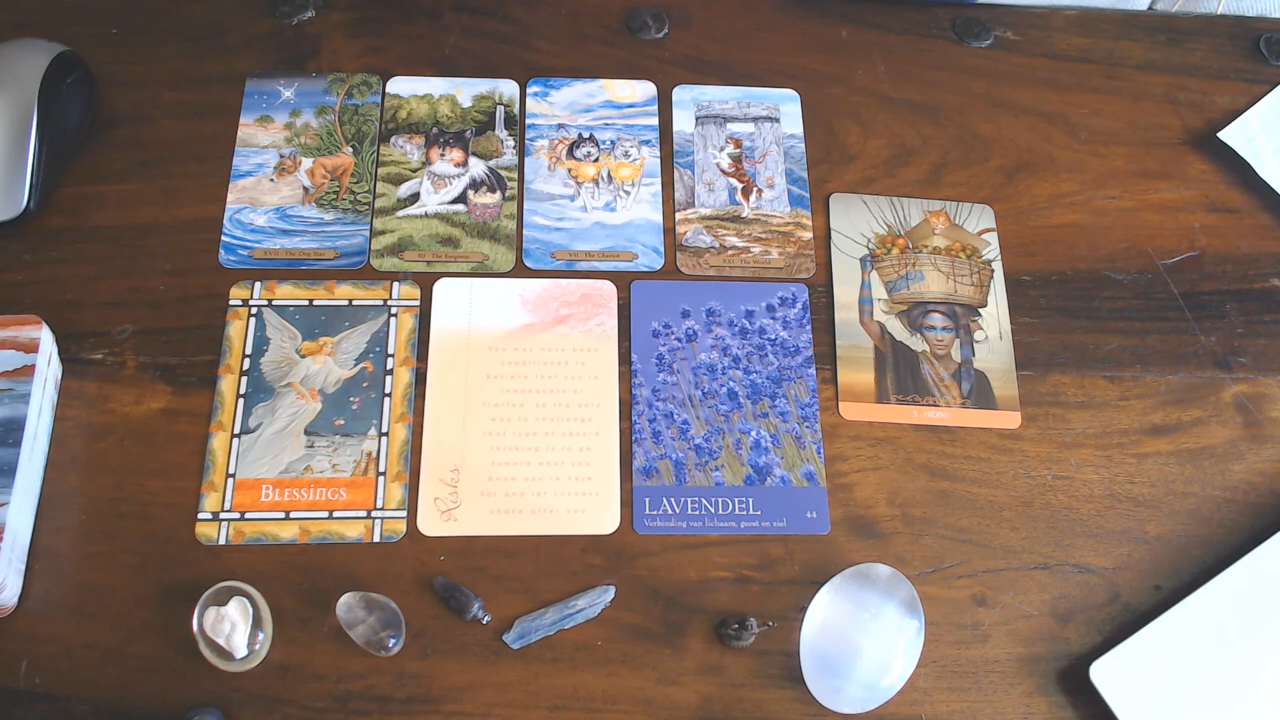 XVII · The Dog Star
III · The Empress
VII · The Chariot
XXI · The World
BLESSINGS
Risks
You may have been
conditioned to
believe that you're
inadequate or
limited, so the only
way to challenge
that type of absurd
thinking is to go
toward what you
know you're here
for and let
success
chase after you
LAVENDEL
Verbinding van lichaam, geest en ziel
44